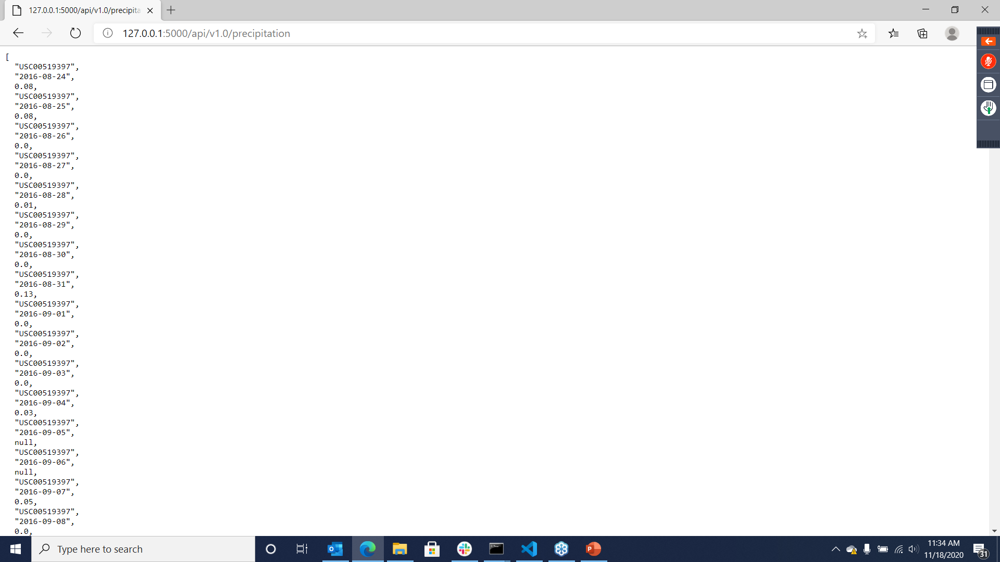 127.0.0.1:5000/api/v1.0/precipita
127.0.0.1:5000/api/v1.0/precipitation
[
"USC00519397",
"2016-08-24",
0.08,
"USC00519397",
"2016-08-25",
0.08,
"USC00519397",
"2016-08-26",
0.0,
"USC00519397",
"2016-08-27",
0.0,
"USC00519397",
"2016-08-28",
0.01,
"USC00519397",
"2016-08-29",
0.0,
"USC00519397",
"2016-08-30",
0.0,
"USC00519397",
"2016-08-31",
0.13,
"USC00519397",
"2016-09-01",
0.0,
"USC00519397",
"2016-09-02",
0.0,
"USC00519397",
"2016-09-03",
0.0,
"USC00519397",
"2016-09-04",
0.03,
"USC00519397",
"2016-09-05",
null,
"USC00519397",
"2016-09-06",
null,
"USC00519397",
"2016-09-07",
0.05,
"USC00519397",
"2016-09-08",
0.0,
Type here to search
11:34 AM
11/18/2020
31